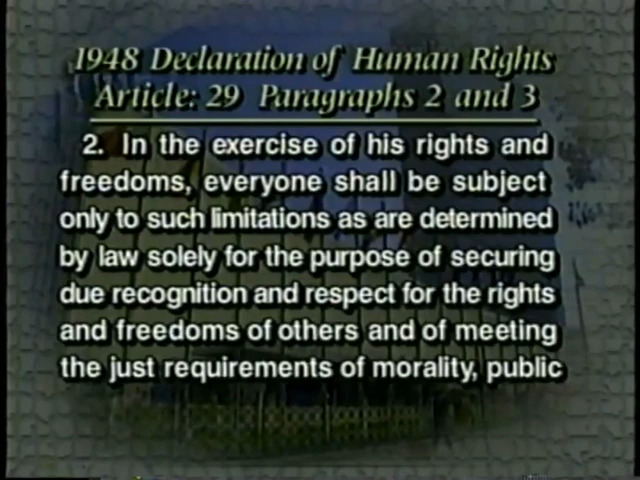 1948 Declaration of Human Rights
Article: 29 Paragraphs 2 and 3
2. In the exercise of his rights and
freedoms, everyone shall be subject
only to such limitations as are determined
by law solely for the purpose of securing
due recognition and respect for the rights
and freedoms of others and of meeting
the just requirements of morality, public